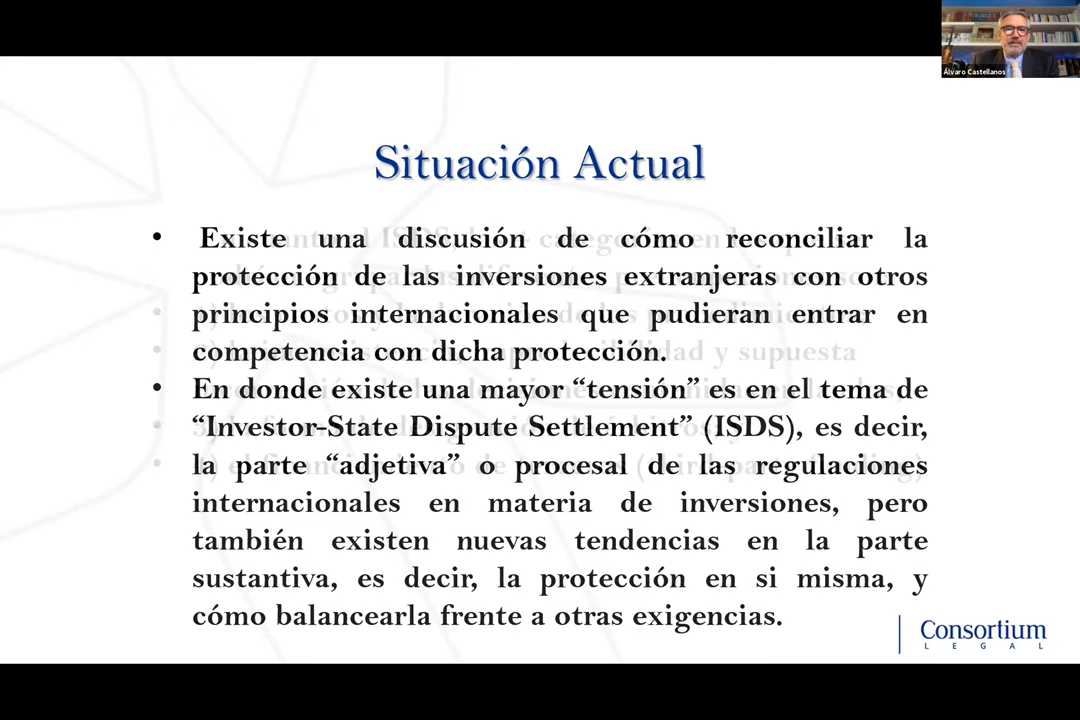 Álvaro Castellanos
Situación Actual
• Existe una discusión de cómo reconciliar la
protección de las inversiones extranjeras con otros
principios internacionales que pudieran entrar en
competencia con dicha protección.
• En donde existe una mayor “tensión” es en el tema de
“Investor-State Dispute Settlement” (ISDS), es decir,
la parte “adjetiva” o procesal de las regulaciones
internacionales en materia de inversiones, pero
también existen nuevas tendencias en la parte
sustantiva, es decir, la protección en si misma, y
cómo balancearla frente a otras exigencias.
Consortium
LEGAL